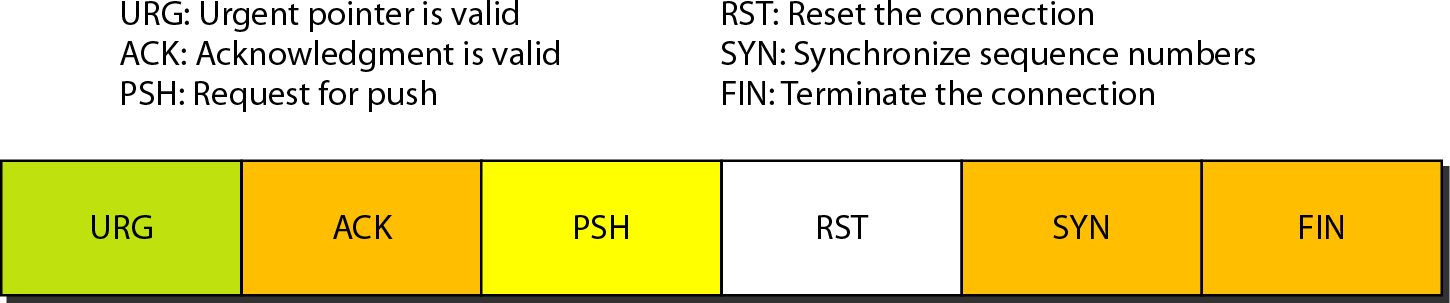 URG: Urgent pointer is valid
ACK: Acknowledgment is valid
PSH: Request for push
RST: Reset the connection
SYN: Synchronize sequence numbers
FIN: Terminate the connection
URG ACK PSH RST SYN FIN